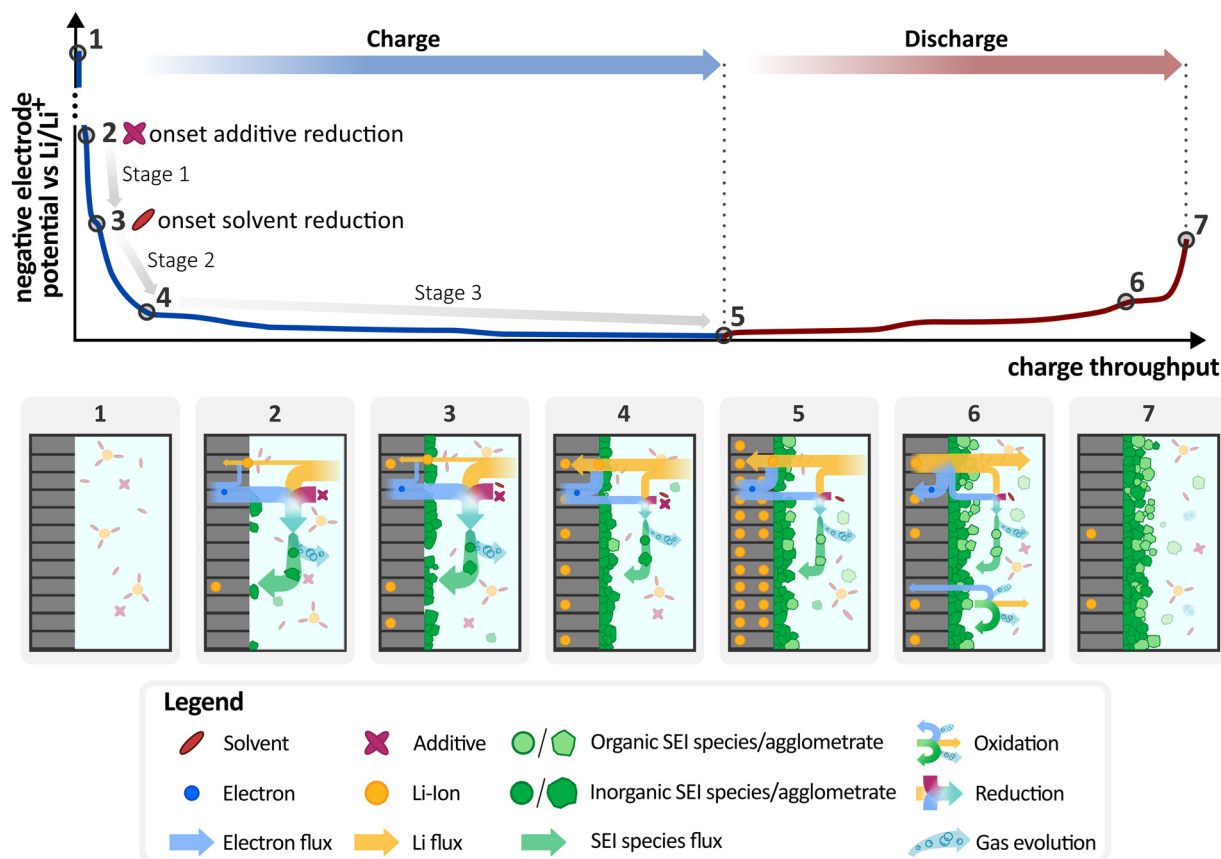 1
Charge
Discharge
negative electrode
potential vs Li/Li+
2 onset additive reduction
Stage 1
3 onset solvent reduction
Stage 2
4
Stage 3
5
6
7
charge throughput
1 2 3 4 5 6 7
Legend
Solvent Additive / Organic SEI species/agglometrate Oxidation
Electron Li-Ion / Inorganic SEI species/agglometrate Reduction
Electron flux Li flux SEI species flux Gas evolution